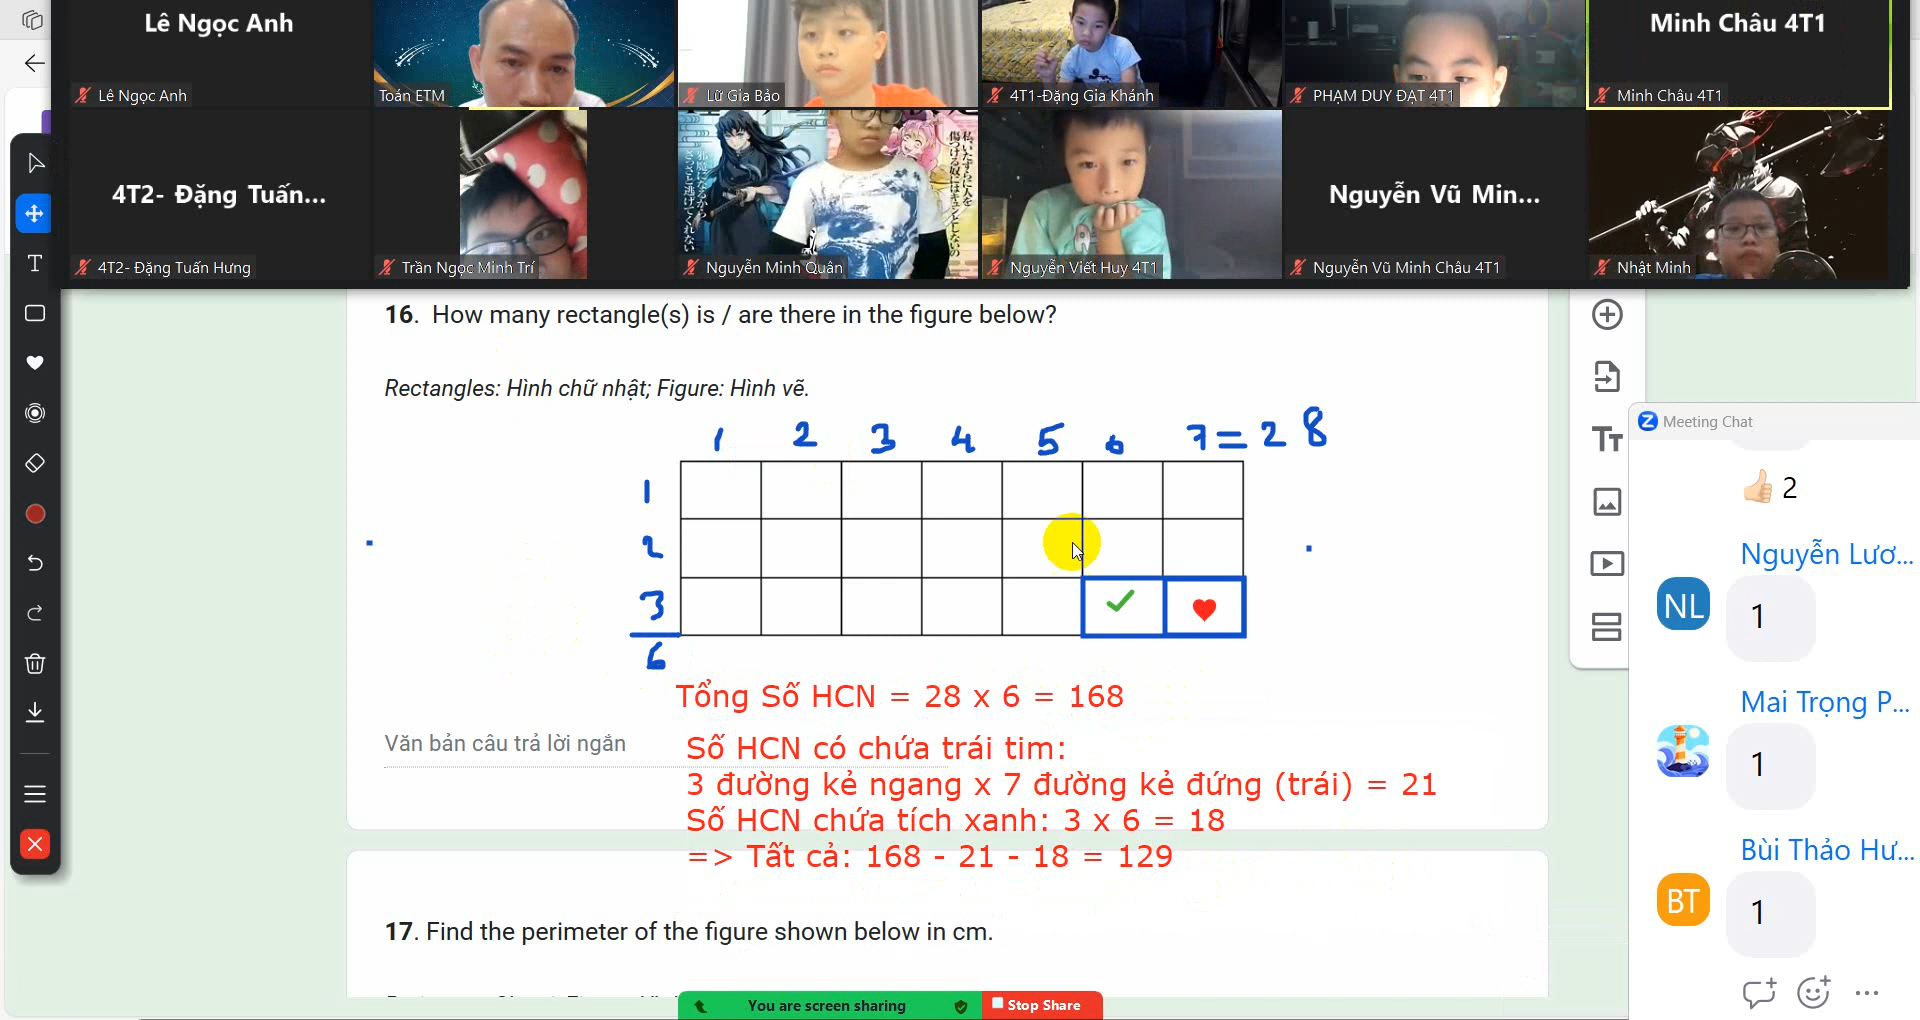 Lê Ngọc Anh
Minh Châu 4T1
Lê Ngọc Anh
Toán ETM
Lữ Gia Bảo
4T1-Đặng Gia Khánh
PHẠM DUY ĐẠT 4T1
Minh Châu 4T1
4T2- Đặng Tuấn...
Nguyễn Vũ Min...
4T2- Đặng Tuấn Hưng
Trần Ngọc Minh Trí
Nguyễn Minh Quân
Nguyễn Viết Huy 4T1
Nguyễn Vũ Minh Châu 4T1
Nhật Minh
16. How many rectangle(s) is / are there in the figure below?
Rectangles: Hình chữ nhật; Figure: Hình vẽ.
1 2 3 4 5 6 7 = 28
1
2
3
6
Tổng Số HCN = 28 x 6 = 168
Văn bản câu trả lời ngắn
Số HCN có chứa trái tim:
3 đường kẻ ngang x 7 đường kẻ đứng (trái) = 21
Số HCN chứa tích xanh: 3 x 6 = 18
=> Tất cả: 168 - 21 - 18 = 129
17. Find the perimeter of the figure shown below in cm.
You are screen sharing
Stop Share
Meeting Chat
2
Nguyễn Lươ...
NL
1
Mai Trọng P...
1
Bùi Thảo Hư...
BT
1